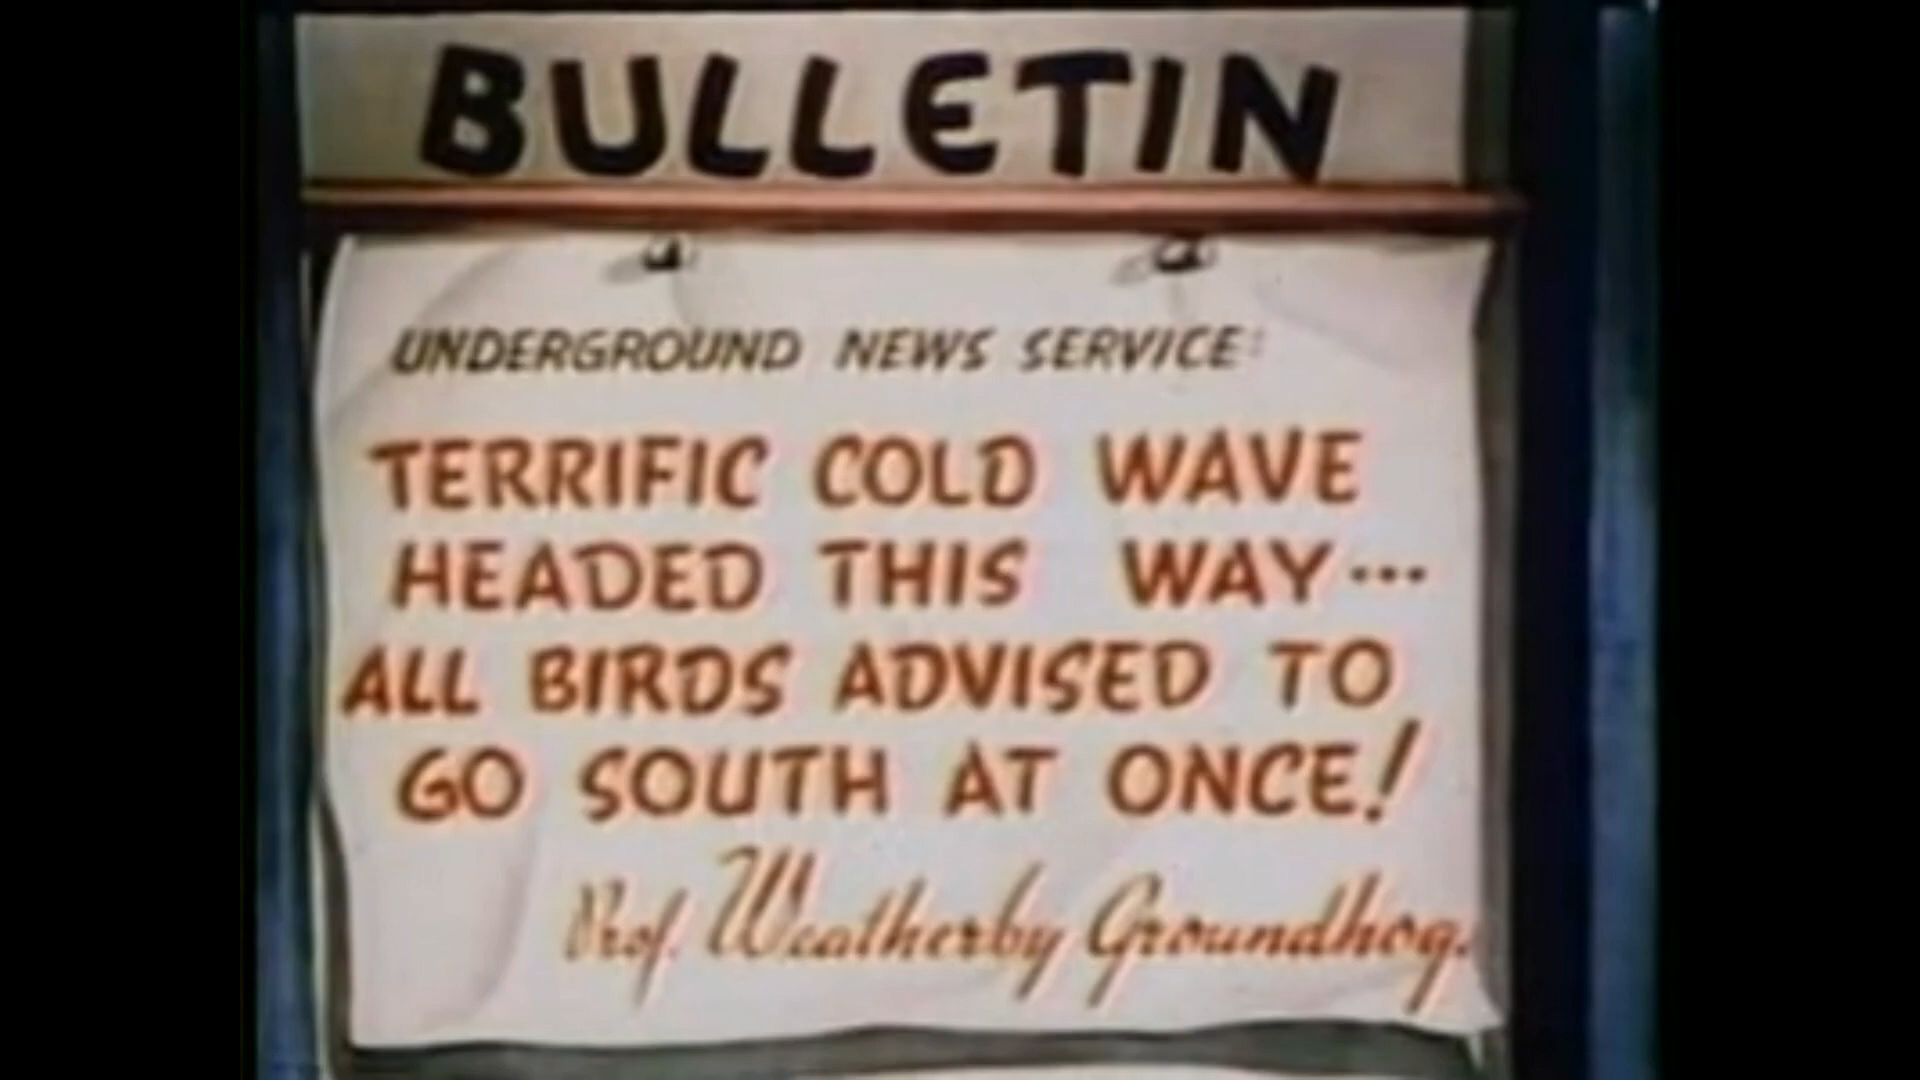 BULLETIN
UNDERGROUND NEWS SERVICE:
TERRIFIC COLD WAVE
HEADED THIS WAY...
ALL BIRDS ADVISED TO
GO SOUTH AT ONCE!
Prof. Weatherby Groundhog.